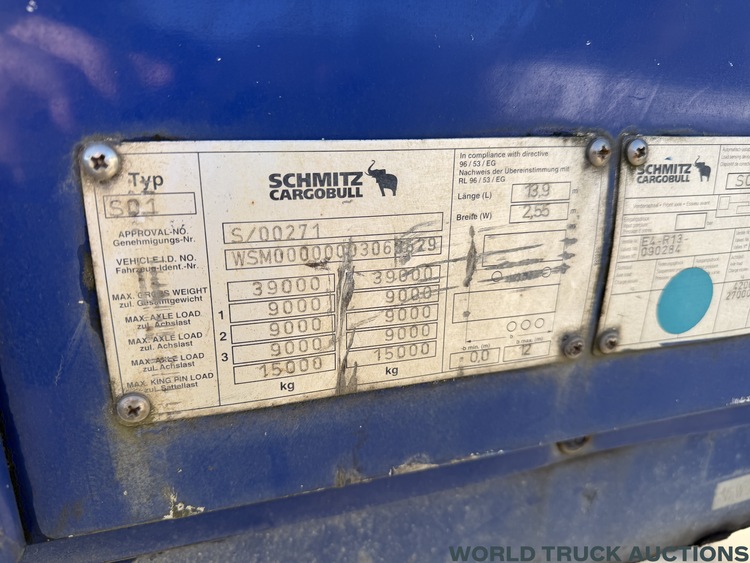 Typ
SO1
APPROVAL-NO.
Genehmigungs-Nr.
VEHICLE I.D. NO.
Fahrzeug-Ident.-Nr.
MAX. GROSS WEIGHT
zul. Gesamtgewicht
MAX. AXLE LOAD
zul. Achslast
MAX. AXLE LOAD
zul. Achslast
MAX. AXLE LOAD
zul. Achslast
MAX. KING PIN LOAD
zul. Sattellast
SCHMITZ
CARGOBULL
S/00271
39000 39000
1 9000 9000
2 9000 9000
3 9000 9000
15000 15000
kg kg
In compliance with directive
96 / 53 / EG
Nachweis der Übereinstimmung mit
RL 96 / 53 / EG
Länge (L) 13,9
Breite (W) 2,55
b min. (m) b max. (m)
0,0 12
SCHMITZ
CARGOBULL
E4-R13-
090284
WORLD TRUCK AUCTIONS